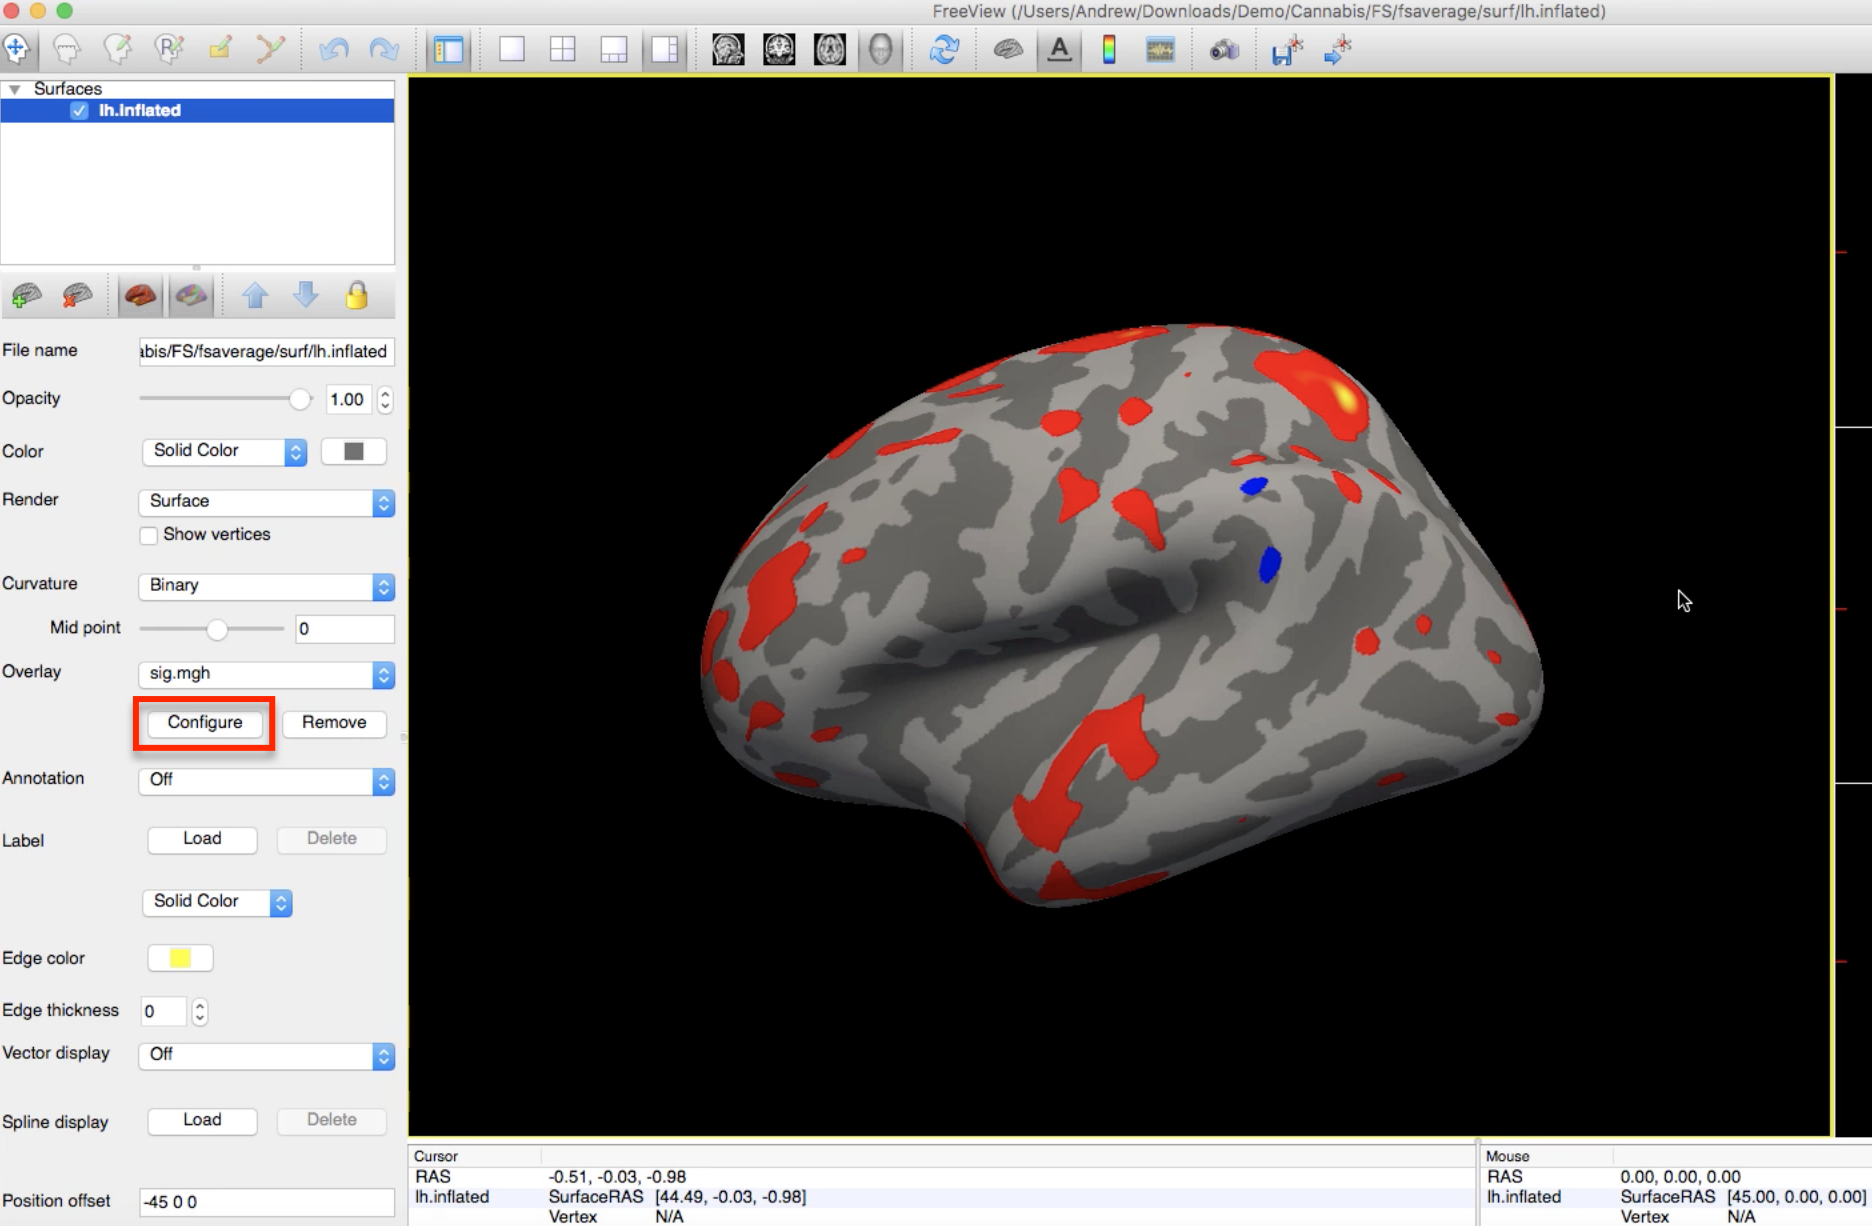 FreeView (/Users/Andrew/Downloads/Demo/Cannabis/FS/fsaverage/surf/lh.inflated)
R
A
Surfaces
lh.inflated
File name
abis/FS/fsaverage/surf/lh.inflated
Opacity
1.00
Color
Solid Color
Render
Surface
Show vertices
Curvature
Binary
Mid point
0
Overlay
sig.mgh
Configure
Remove
Annotation
Off
Label
Load
Delete
Solid Color
Edge color
Edge thickness
0
Vector display
Off
Spline display
Load
Delete
Position offset
-45 0 0
Cursor
RAS
-0.51, -0.03, -0.98
lh.inflated
SurfaceRAS [44.49, -0.03, -0.98]
Vertex N/A
Mouse
RAS
0.00, 0.00, 0.00
lh.inflated
SurfaceRAS [45.00, 0.00, 0.00]
Vertex N/A